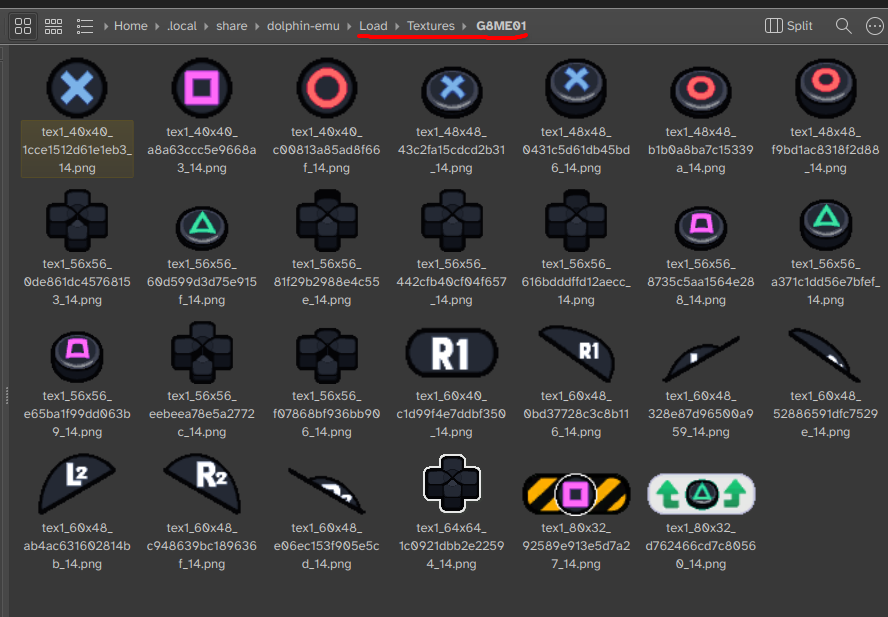 Home › .local › share › dolphin-emu › Load › Textures › G8ME01
Split
tex1_40x40_
1cce1512d61e1eb3_
14.png
tex1_40x40_
a8a63ccc5e9668a
3_14.png
tex1_40x40_
c00813a85ad8f66
f_14.png
tex1_48x48_
43c2fa15cdcd2b31
_14.png
tex1_48x48_
0431c5d61db45bd
6_14.png
tex1_48x48_
b1b0a8ba7c15339
a_14.png
tex1_48x48_
f9bd1ac8318f2d88
_14.png
tex1_56x56_
0de861dc4576815
3_14.png
tex1_56x56_
60d599d3d75e915
f_14.png
tex1_56x56_
81f29b2988e4c55
e_14.png
tex1_56x56_
442cfb40cf04f657
_14.png
tex1_56x56_
616bdddffd12aecc_
14.png
tex1_56x56_
8735c5aa1564e28
8_14.png
tex1_56x56_
a371c1dd56e7bfef_
14.png
R1
R1
tex1_56x56_
e65ba1f99dd063b
9_14.png
tex1_56x56_
eebeea78e5a2772
c_14.png
tex1_56x56_
f07868bf936bb90
6_14.png
tex1_60x40_
c1d99f4e7ddbf350
_14.png
tex1_60x48_
0bd37728c3c8b11
6_14.png
tex1_60x48_
328e87d96500a9
59_14.png
tex1_60x48_
52886591dfc7529
e_14.png
L2
R2
tex1_60x48_
ab4ac631602814b
b_14.png
tex1_60x48_
c948639bc189636
f_14.png
tex1_60x48_
e06ec153f905e5c
d_14.png
tex1_64x64_
1c0921dbb2e2259
4_14.png
tex1_80x32_
92589e913e5d7a2
7_14.png
tex1_80x32_
d762466cd7c8056
0_14.png